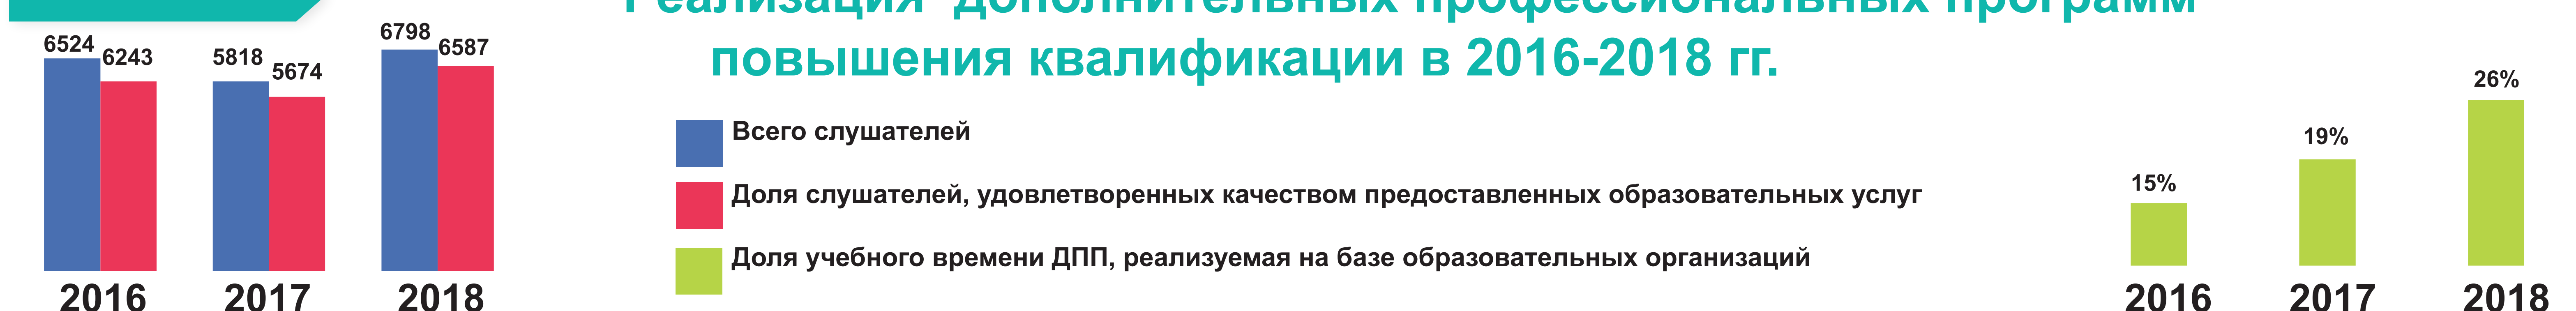 Реализация дополнительных профессиональных программ
повышения квалификации в 2016-2018 гг.
6524 6243 5818 5674 6798 6587
2016 2017 2018
Всего слушателей
Доля слушателей, удовлетворенных качеством предоставленных образовательных услуг
Доля учебного времени ДПП, реализуемая на базе образовательных организаций
15% 19% 26%
2016 2017 2018